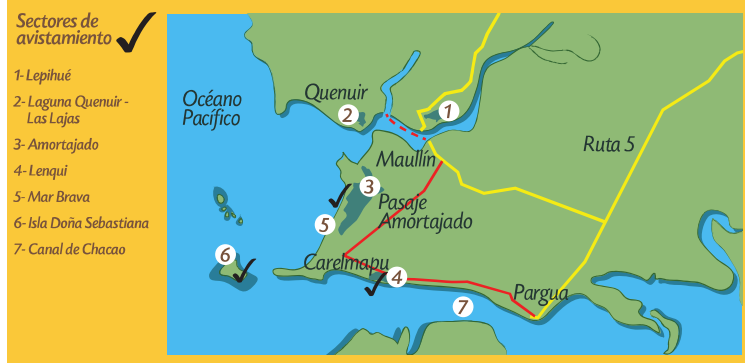 Sectores de
avistamiento
1- Lepihué
2- Laguna Quenuir -
Las Lajas
3- Amortajado
4- Lenqui
5- Mar Brava
6- Isla Doña Sebastiana
7- Canal de Chacao
Océano
Pacífico
Quenuir
2
1
Maullín
Ruta 5
3
Pasaje
Amortajado
5
6
Carelmapu
4
7
Pargua